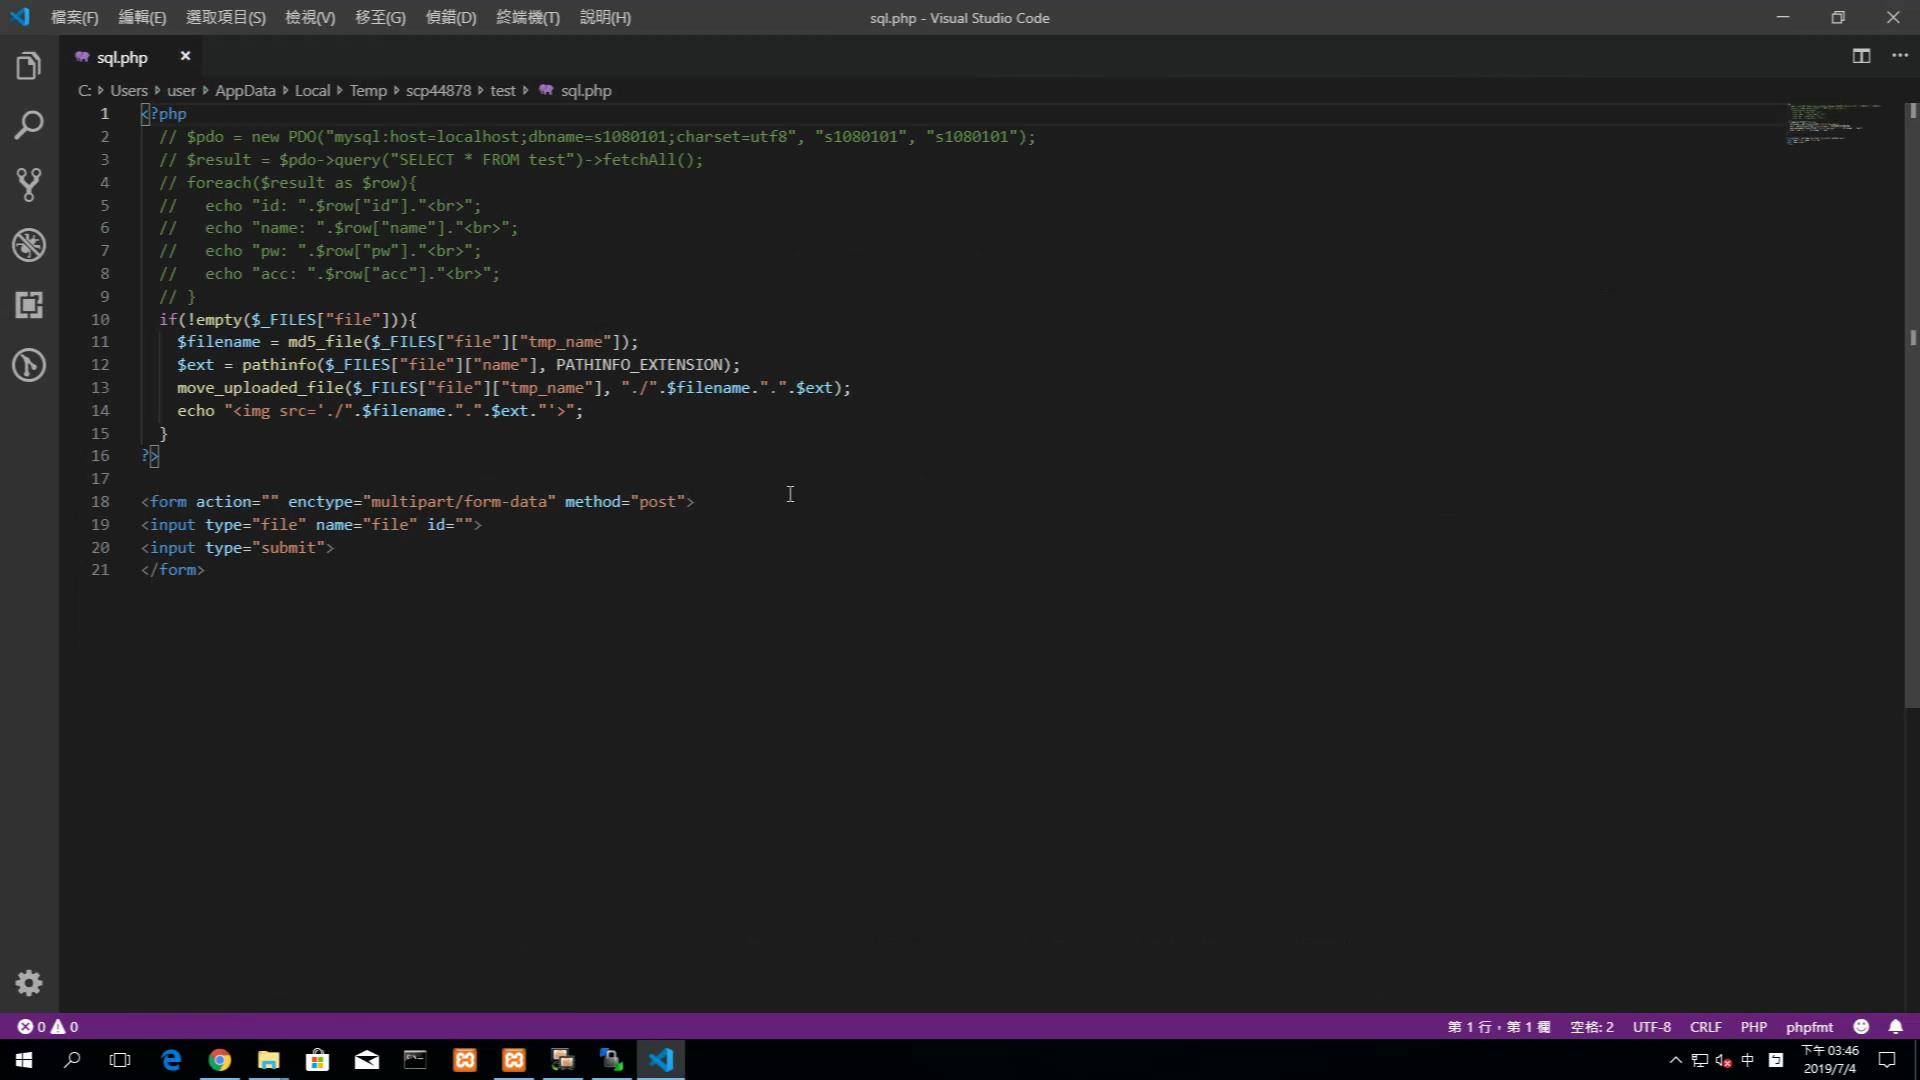 檔案(F) 編輯(E) 選取項目(S) 檢視(V) 移至(G) 偵錯(D) 終端機(T) 說明(H) sql.php - Visual Studio Code
sql.php
C: Users user AppData Local Temp scp44878 test sql.php
1 <?php
2 // $pdo = new PDO("mysql:host=localhost;dbname=s1080101;charset=utf8", "s1080101", "s1080101");
3 // $result = $pdo->query("SELECT * FROM test")->fetchAll();
4 // foreach($result as $row){
5 //   echo "id: ".$row["id"]."<br>";
6 //   echo "name: ".$row["name"]."<br>";
7 //   echo "pw: ".$row["pw"]."<br>";
8 //   echo "acc: ".$row["acc"]."<br>";
9 // }
10 if(!empty($_FILES["file"])){
11 $filename = md5_file($_FILES["file"]["tmp_name"]);
12 $ext = pathinfo($_FILES["file"]["name"], PATHINFO_EXTENSION);
13 move_uploaded_file($_FILES["file"]["tmp_name"], "./".$filename.".".$ext);
14 echo "<img src='./".$filename.".".$ext."'>";
15 }
16 ?>
17
18 <form action="" enctype="multipart/form-data" method="post">
19 <input type="file" name="file" id="">
20 <input type="submit">
21 </form>
0 0 第 1 行，第 1 欄 空格: 2 UTF-8 CRLF PHP phpfmt
中 下午 03:46
2019/7/4